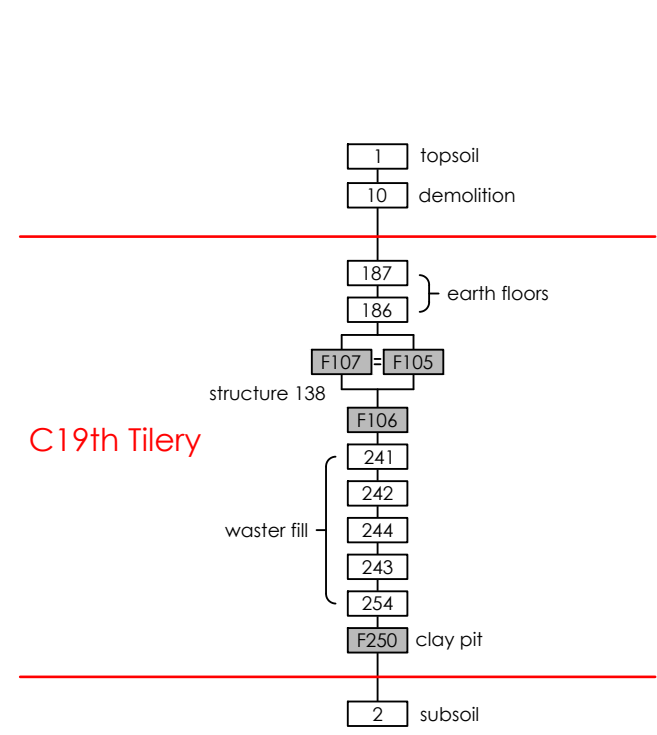 1 topsoil
10 demolition
187
earth floors
186
F107 = F105
structure 138
F106
C19th Tilery
241
242
waster fill 244
243
254
F250 clay pit
2 subsoil